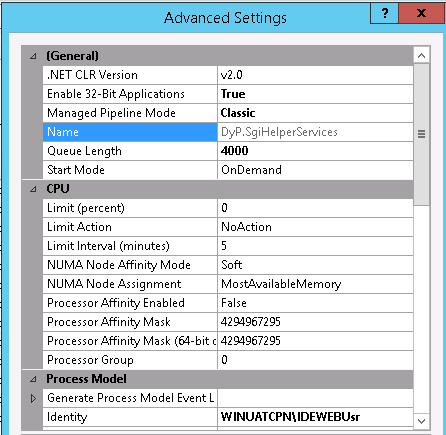 Advanced Settings
? x
(General)
.NET CLR Version v2.0
Enable 32-Bit Applications True
Managed Pipeline Mode Classic
Name DyP.SgiHelperServices
Queue Length 4000
Start Mode OnDemand
CPU
Limit (percent) 0
Limit Action NoAction
Limit Interval (minutes) 5
NUMA Node Affinity Mode Soft
NUMA Node Assignment MostAvailableMemory
Processor Affinity Enabled False
Processor Affinity Mask 4294967295
Processor Affinity Mask (64-bit o 4294967295
Processor Group 0
Process Model
Generate Process Model Event L
Identity WINUATCPN\IDEWEBUsr